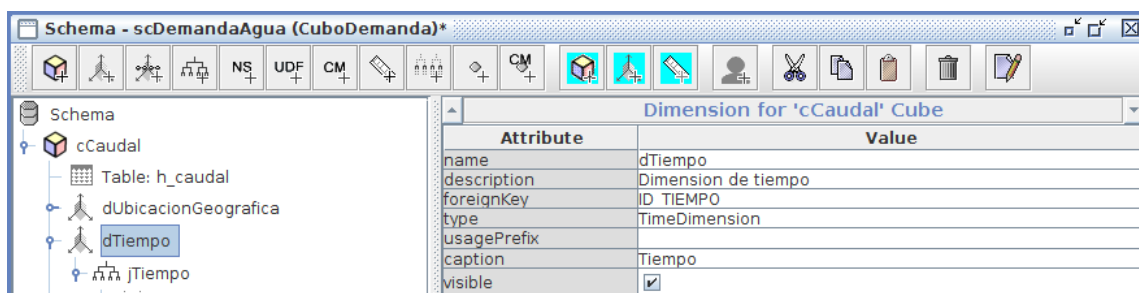 Schema - scDemandaAgua (CuboDemanda)*
NS UDF CM CM
Schema
cCaudal
Table: h_caudal
dUbicacionGeografica
dTiempo
jTiempo
Dimension for 'cCaudal' Cube
Attribute Value
name dTiempo
description Dimension de tiempo
foreignKey ID_TIEMPO
type TimeDimension
usagePrefix
caption Tiempo
visible